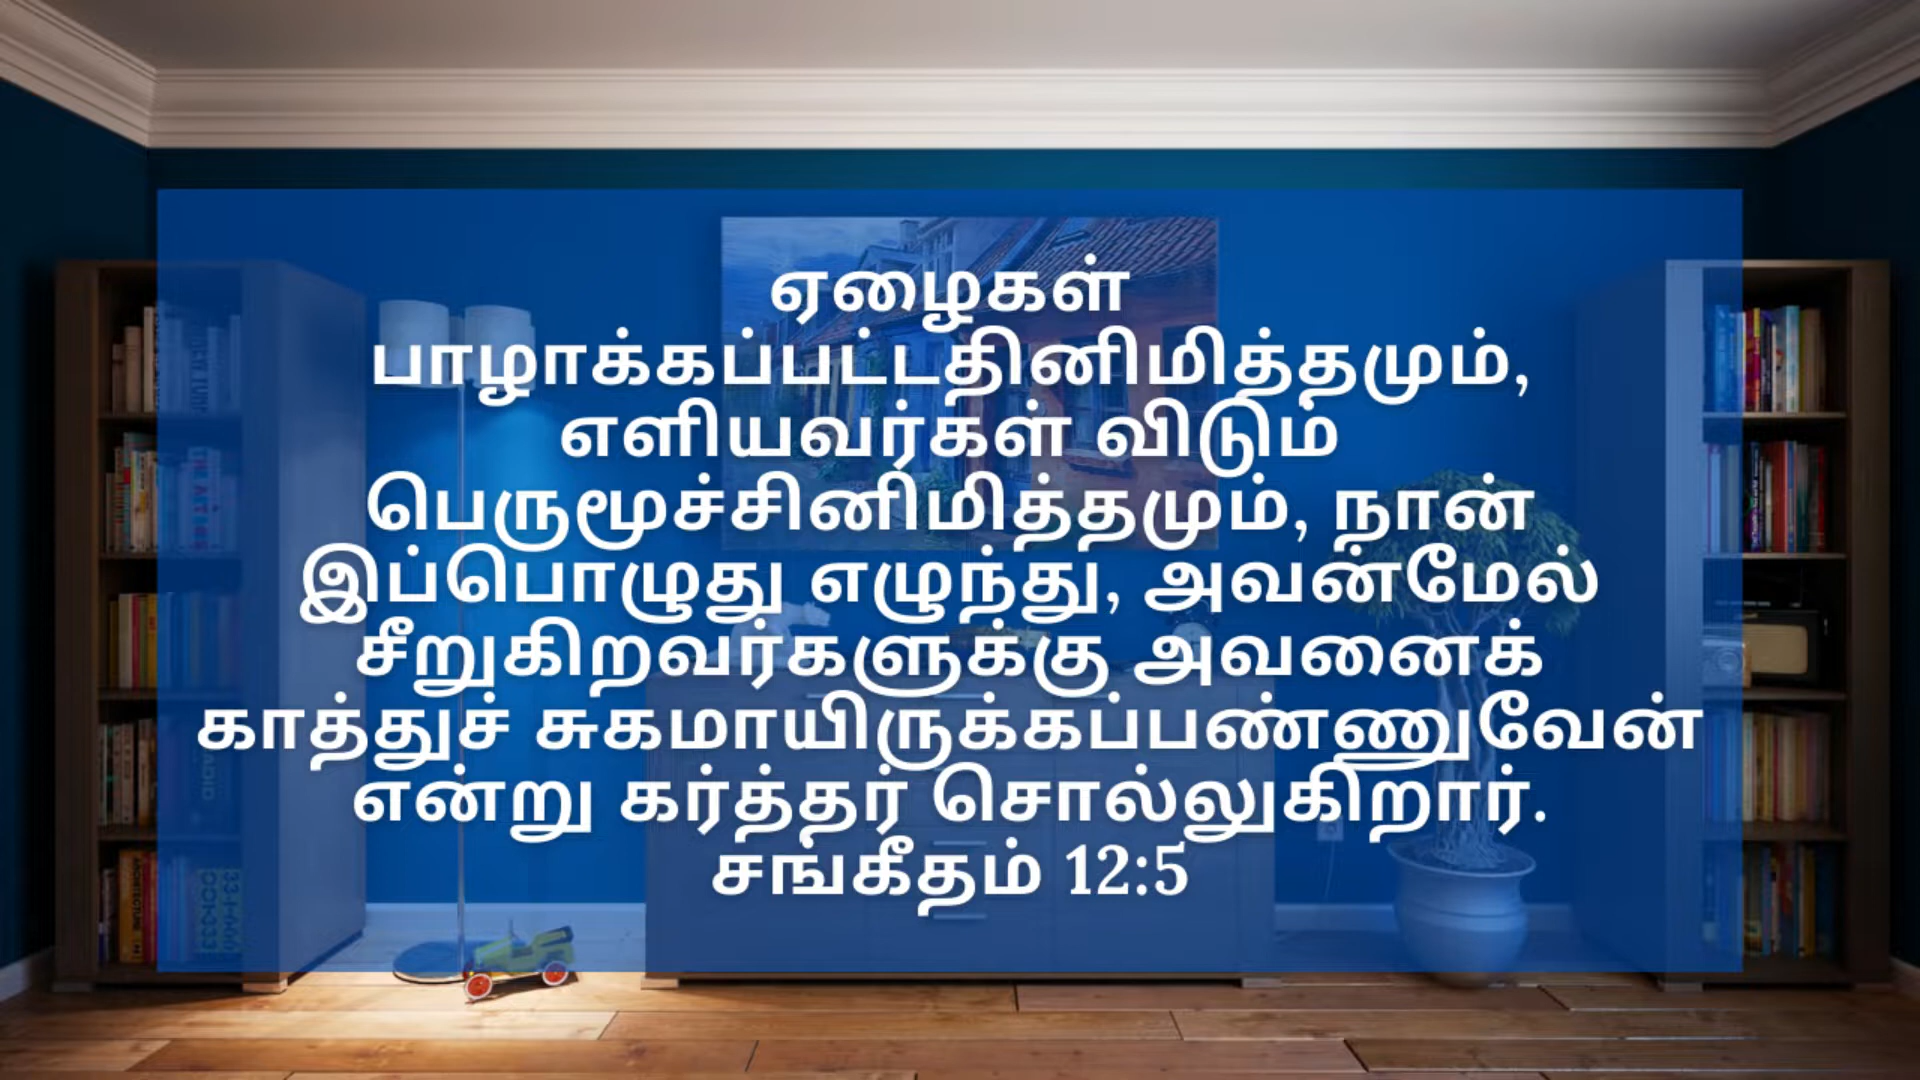 ஏழைகள்
பாழாக்கப்பட்டதினிமித்தமும்,
எளியவர்கள் விடும்
பெருமூச்சினிமித்தமும், நான்
இப்பொழுது எழுந்து, அவன்மேல்
சீறுகிறவர்களுக்கு அவனைக்
காத்துச் சுகமாயிருக்கப்பண்ணுவேன்
என்று கர்த்தர் சொல்லுகிறார்.
சங்கீதம் 12:5